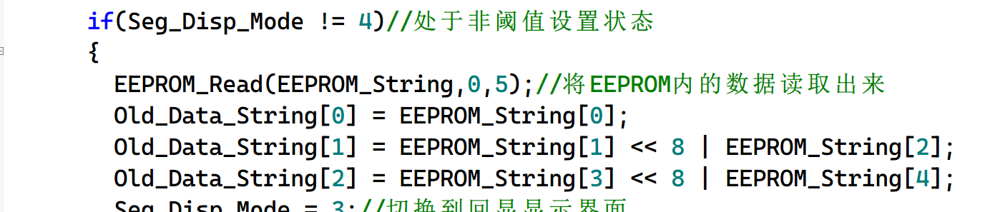 if(Seg_Disp_Mode != 4)//处于非阈值设置状态
{
EEPROM_Read(EEPROM_String,0,5);//将EEPROM内的数据读取出来
Old_Data_String[0] = EEPROM_String[0];
Old_Data_String[1] = EEPROM_String[1] << 8 | EEPROM_String[2];
Old_Data_String[2] = EEPROM_String[3] << 8 | EEPROM_String[4];
Seg_Disp_Mode = 3;//切换到回显显示界面